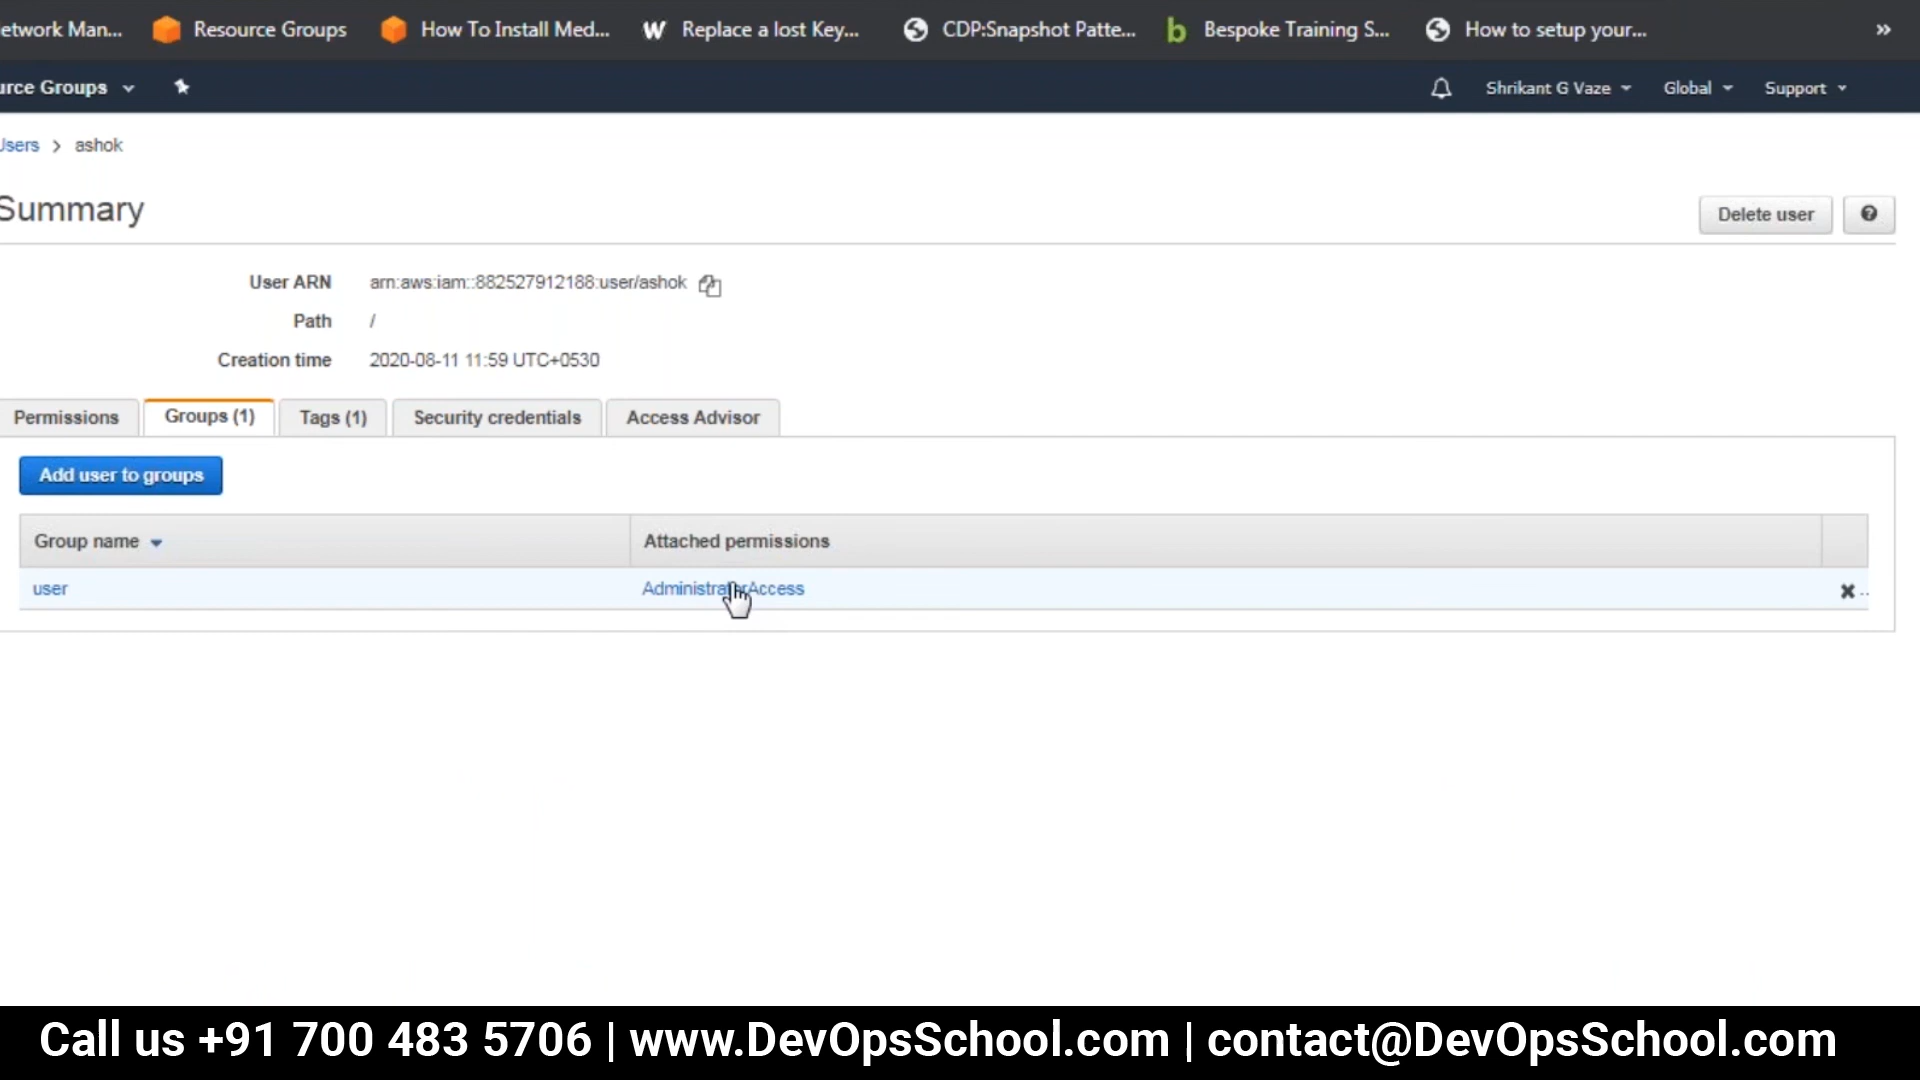 etwork Man... Resource Groups How To Install Med... Replace a lost Key... CDP:Snapshot Patte... Bespoke Training S... How to setup your... »
urce Groups Shrikant G Vaze Global Support
Users > ashok
Summary
Delete user
User ARN arn:aws:iam::882527912188:user/ashok
Path /
Creation time 2020-08-11 11:59 UTC+0530
Permissions Groups (1) Tags (1) Security credentials Access Advisor
Add user to groups
Group name Attached permissions
user AdministratorAccess
Call us +91 700 483 5706 | www.DevOpsSchool.com | contact@DevOpsSchool.com